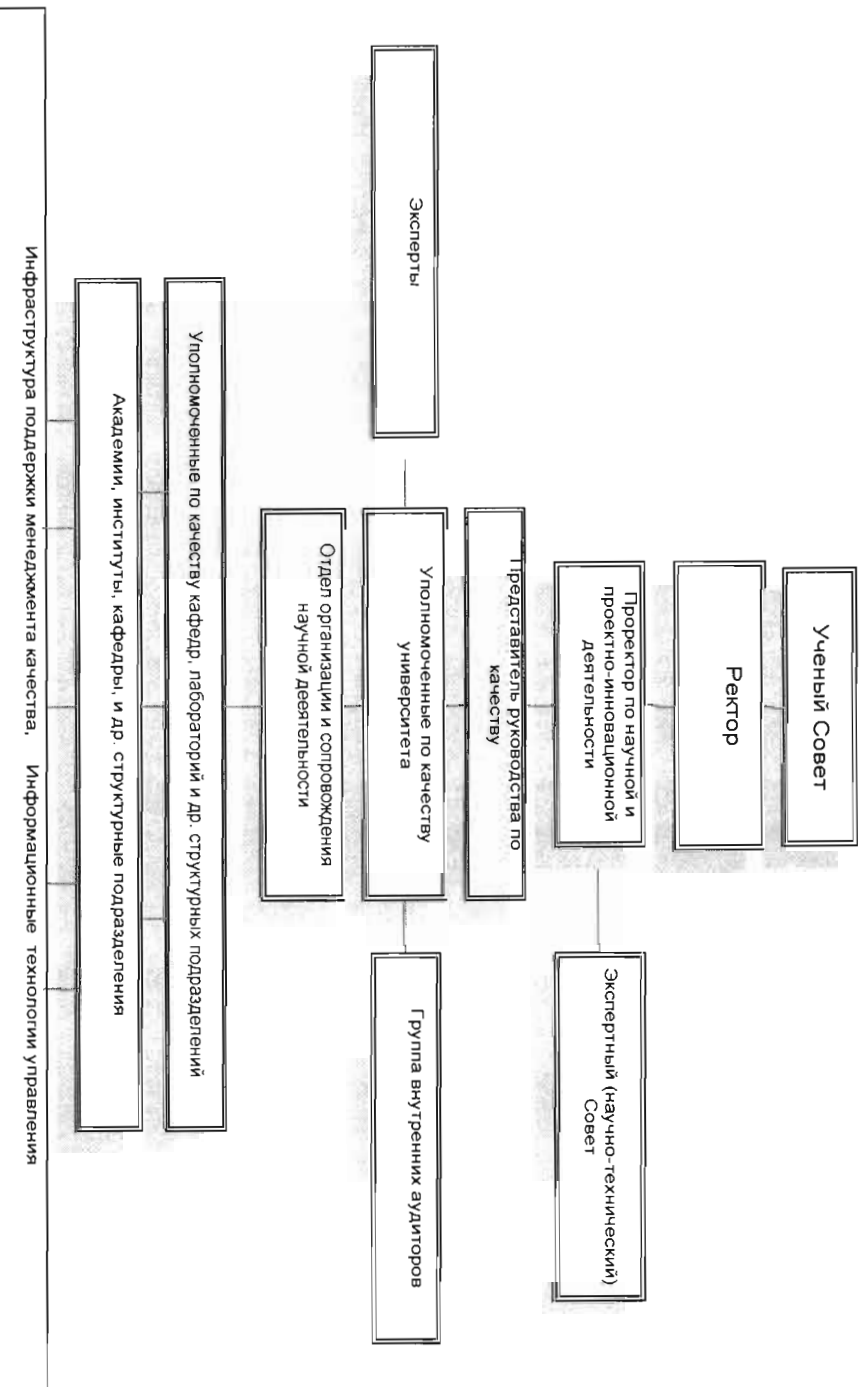 Ученый Совет
Ректор
Проректор по научной и
проектно-инновационной
деятельности
Экспертный (научно-технический)
Совет
Представитель руководства по
качеству
Эксперты
Уполномоченные по качеству
университета
Группа внутренних аудиторов
Отдел организации и сопровождения
научной дееятельности
Уполномоченные по качеству кафедр, лабораторий и др. структурных подразделений
Академии, институты, кафедры, и др. структурные подразделения
Инфраструктура поддержки менеджмента качества, Информационные технологии управления